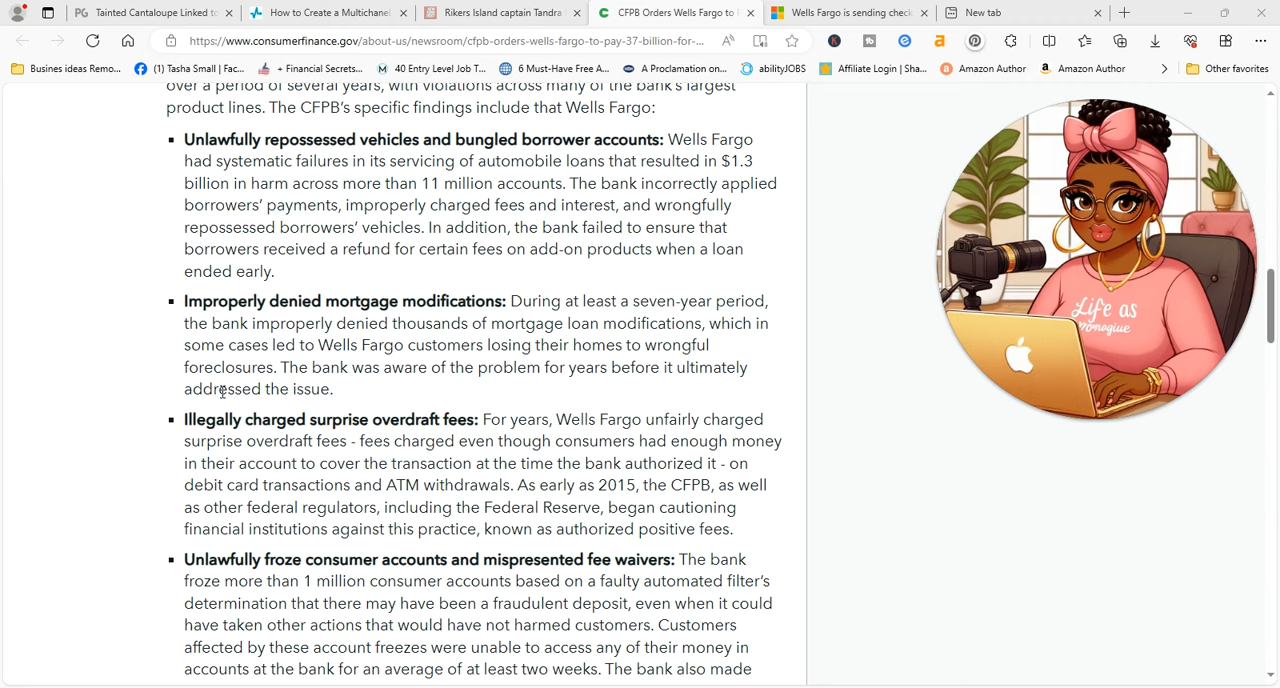 Tainted Cantaloupe Linked to
How to Create a Multichanel
Rikers Island captain Tandra
CFPB Orders Wells Fargo to
Wells Fargo is sending check
New tab
https://www.consumerfinance.gov/about-us/newsroom/cfpb-orders-wells-fargo-to-pay-37-billion-for-...
Busines ideas Remo...
(1) Tasha Small | Fac...
+ Financial Secrets...
40 Entry Level Job T...
6 Must-Have Free A...
A Proclamation on...
abilityJOBS
Affiliate Login | Sha...
Amazon Author
Amazon Author
Other favorites
over a period of several years, with violations across many of the bank's largest
product lines. The CFPB's specific findings include that Wells Fargo:
▪ Unlawfully repossessed vehicles and bungled borrower accounts: Wells Fargo
had systematic failures in its servicing of automobile loans that resulted in $1.3
billion in harm across more than 11 million accounts. The bank incorrectly applied
borrowers' payments, improperly charged fees and interest, and wrongfully
repossessed borrowers' vehicles. In addition, the bank failed to ensure that
borrowers received a refund for certain fees on add-on products when a loan
ended early.
▪ Improperly denied mortgage modifications: During at least a seven-year period,
the bank improperly denied thousands of mortgage loan modifications, which in
some cases led to Wells Fargo customers losing their homes to wrongful
foreclosures. The bank was aware of the problem for years before it ultimately
addressed the issue.
▪ Illegally charged surprise overdraft fees: For years, Wells Fargo unfairly charged
surprise overdraft fees - fees charged even though consumers had enough money
in their account to cover the transaction at the time the bank authorized it - on
debit card transactions and ATM withdrawals. As early as 2015, the CFPB, as well
as other federal regulators, including the Federal Reserve, began cautioning
financial institutions against this practice, known as authorized positive fees.
▪ Unlawfully froze consumer accounts and mispresented fee waivers: The bank
froze more than 1 million consumer accounts based on a faulty automated filter's
determination that there may have been a fraudulent deposit, even when it could
have taken other actions that would have not harmed customers. Customers
affected by these account freezes were unable to access any of their money in
accounts at the bank for an average of at least two weeks. The bank also made
Life as